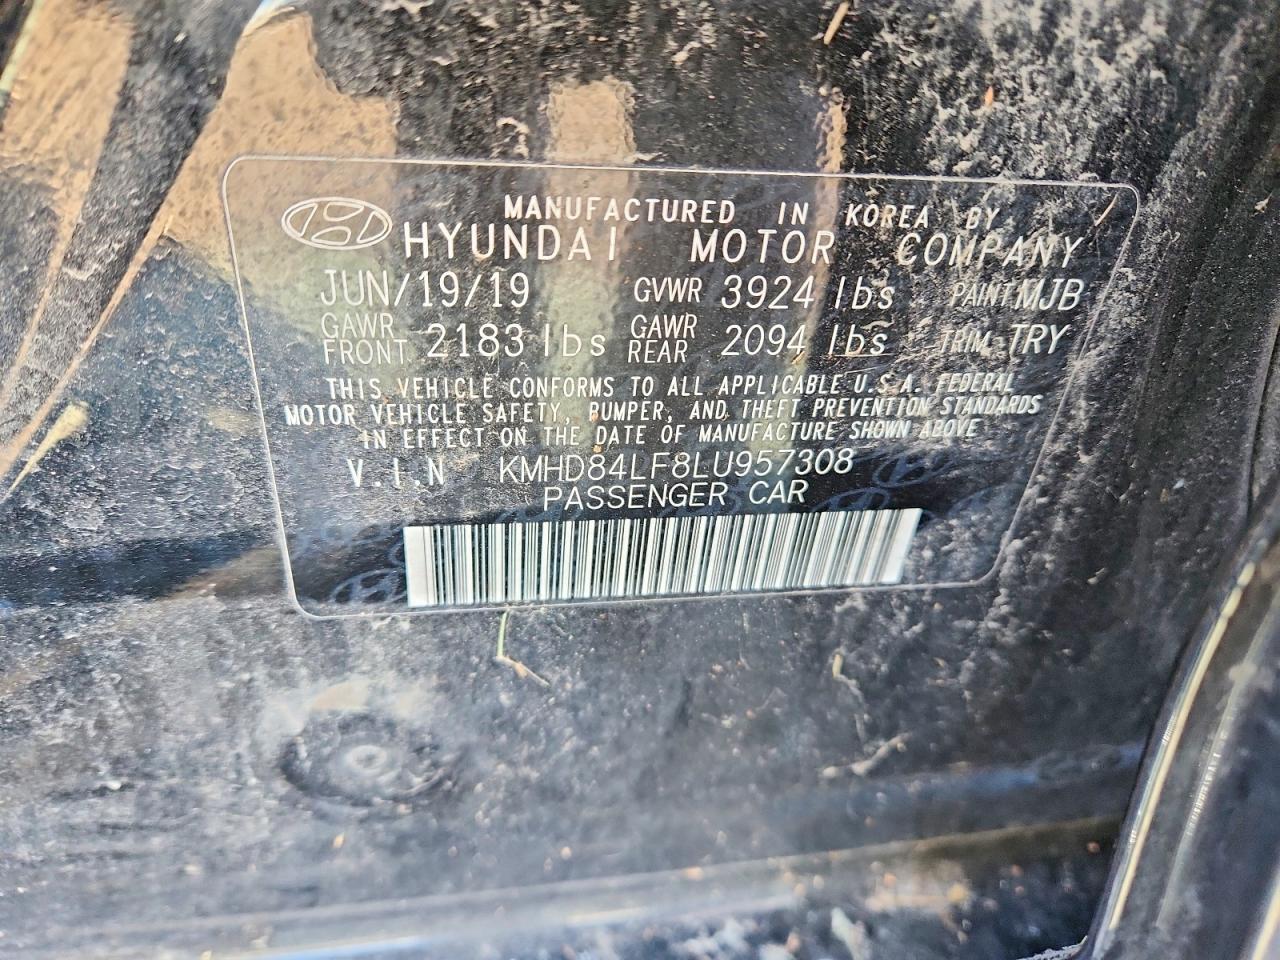 MANUFACTURED IN KOREA BY
HYUNDAI MOTOR COMPANY
JUN/19/19 GVWR 3924 lbs PAINT:MJB
GAWR FRONT 2183 lbs GAWR REAR 2094 lbs TRIM:TRY
THIS VEHICLE CONFORMS TO ALL APPLICABLE U.S.A. FEDERAL
MOTOR VEHICLE SAFETY, BUMPER, AND THEFT PREVENTION STANDARDS
IN EFFECT ON THE DATE OF MANUFACTURE SHOWN ABOVE
V.I.N KMHD84LF8LU957308
PASSENGER CAR